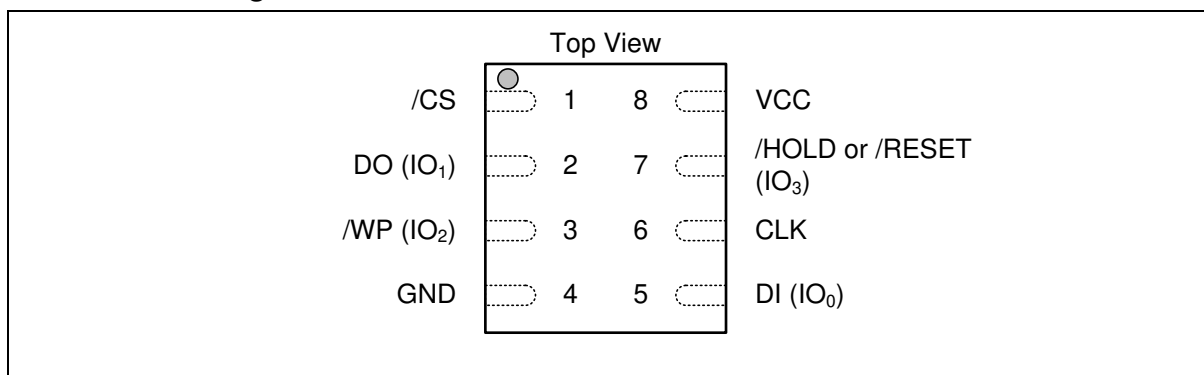 Top View
/CS 1 8 VCC
DO (IO₁) 2 7 /HOLD or /RESET
(IO₃)
/WP (IO₂) 3 6 CLK
GND 4 5 DI (IO₀)